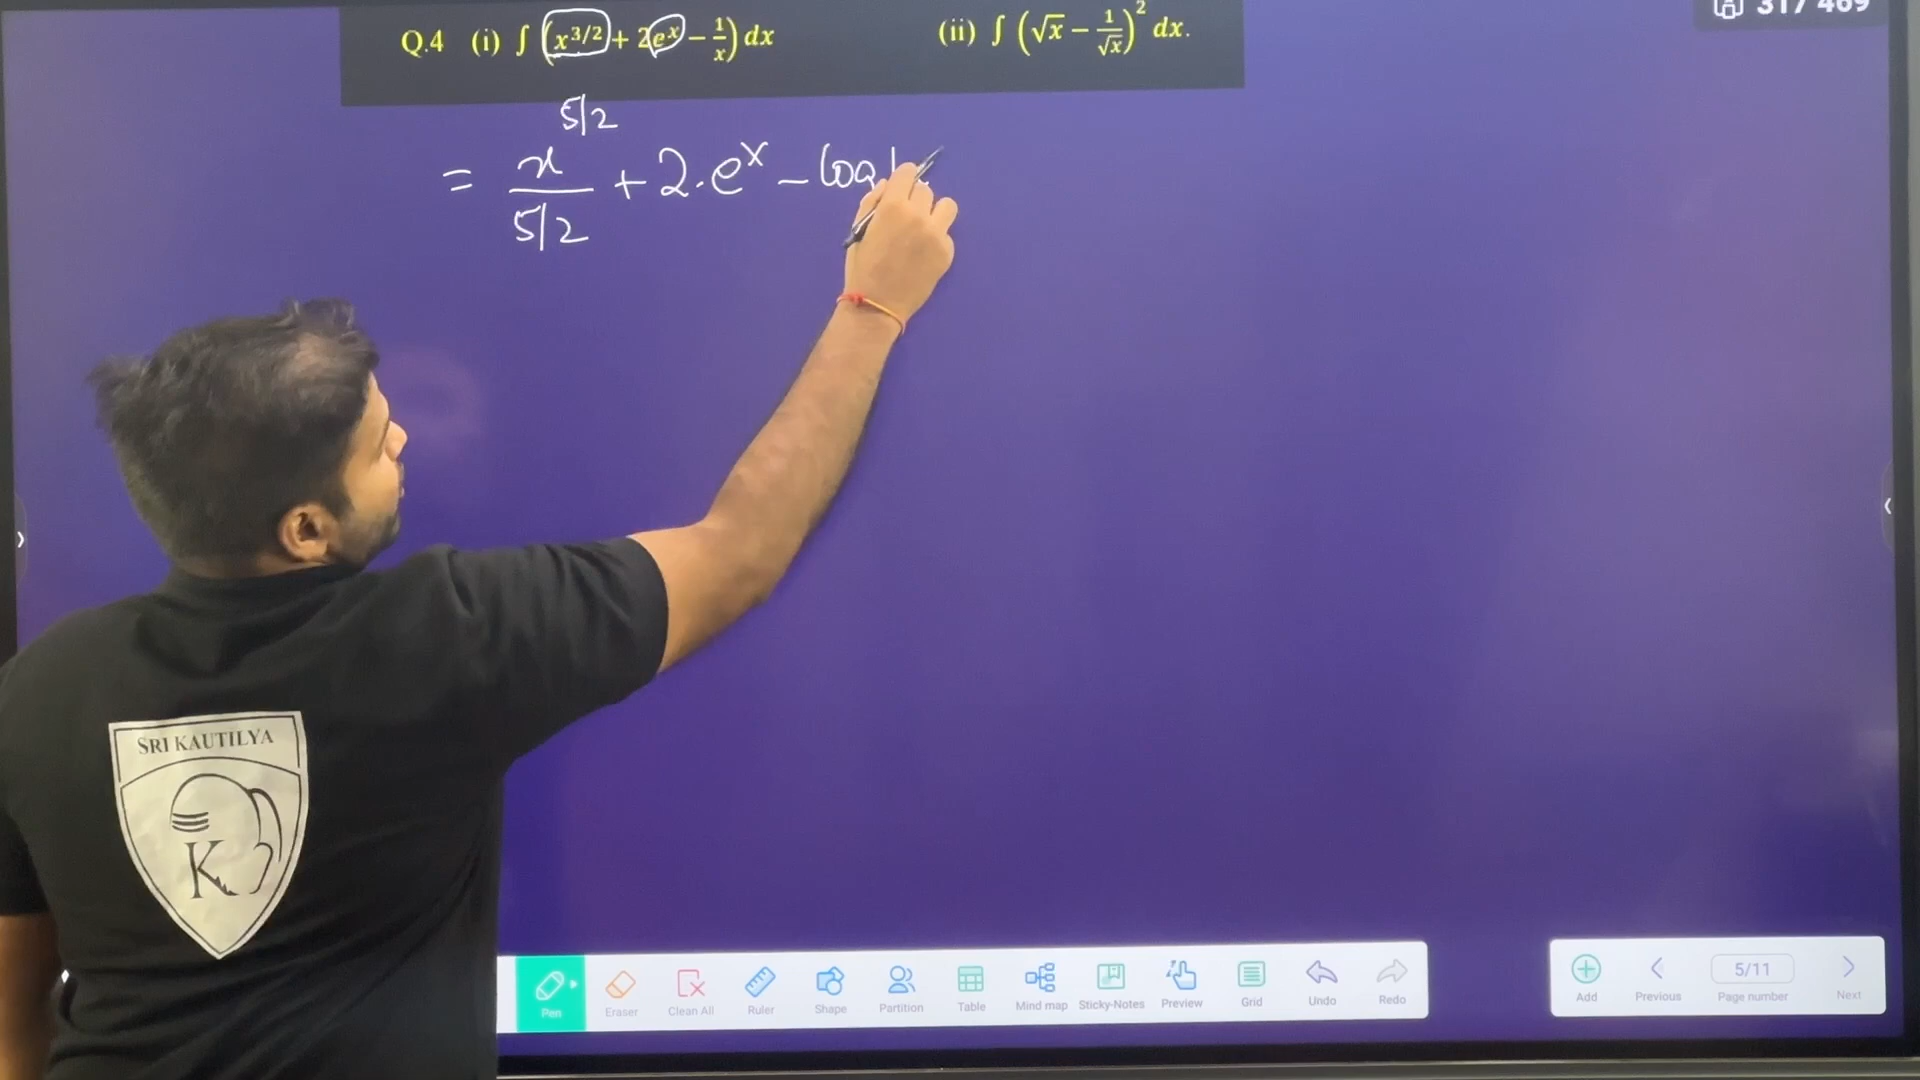 317 469
Q.4 (i) ∫ (x^{3/2} + 2e^x − 1/x) dx (ii) ∫ (√x − 1/√x)^2 dx.
= x^{5/2}/(5/2) + 2·e^x − log|
SRI KAUTILYA
K
Pen Eraser Clean All Ruler Shape Partition Table Mind map Sticky-Notes Preview Grid Undo Redo
Add Previous 5/11 Page number Next